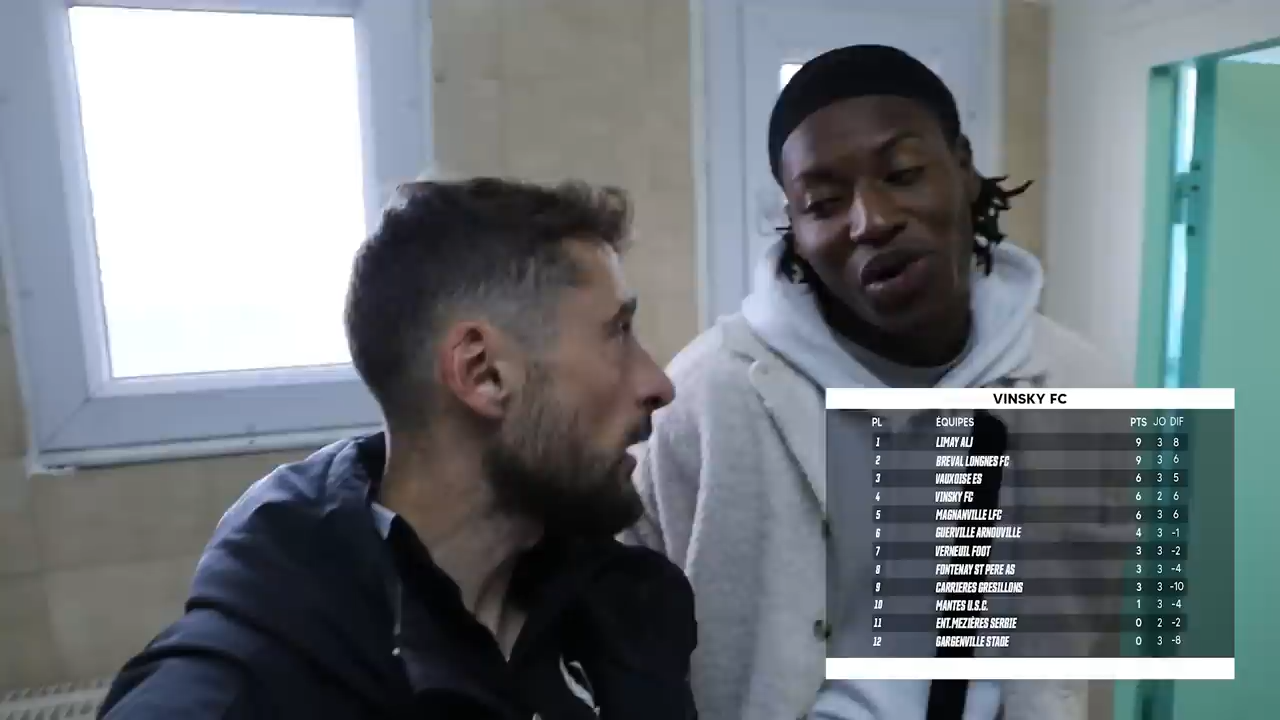 VINSKY FC
PL ÉQUIPES PTS JO DIF
1 LIMAY ALJ 9 3 8
2 BREVAL LONGNES FC 9 3 6
3 VAUXOISE ES 6 3 5
4 VINSKY FC 6 2 6
5 MAGNANVILLE LFC 6 3 6
6 GUERVILLE ARNOUVILLE 4 3 -1
7 VERNEUIL FOOT 3 3 -2
8 FONTENAY ST PERE AS 3 3 -4
9 CARRIERES GRESILLONS 3 3 -10
10 MANTES U.S.C. 1 3 -4
11 ENT.MEZIÈRES SERBIE 0 2 -2
12 GARGENVILLE STADE 0 3 -8